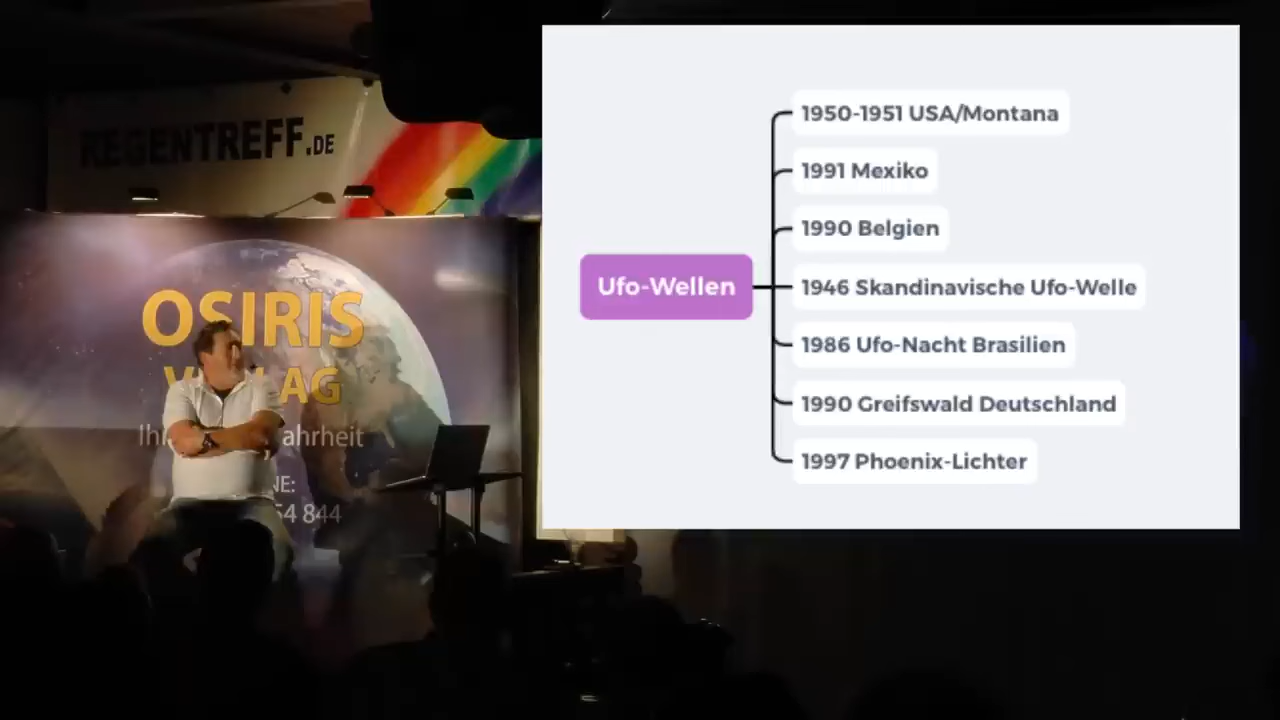 REGENTREFF.DE
OSIRIS
AG
Ih
ahrheit
NE:
54 844
Ufo-Wellen
1950-1951 USA/Montana
1991 Mexiko
1990 Belgien
1946 Skandinavische Ufo-Welle
1986 Ufo-Nacht Brasilien
1990 Greifswald Deutschland
1997 Phoenix-Lichter